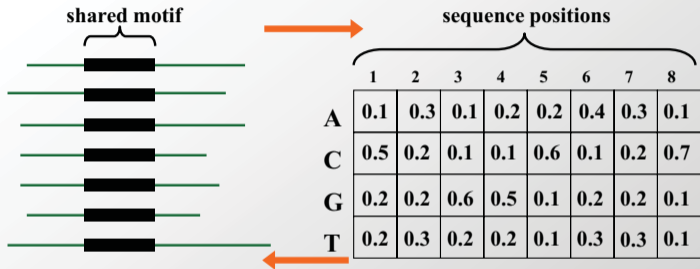 shared motif
sequence positions
1 2 3 4 5 6 7 8
A 0.1 0.3 0.1 0.2 0.2 0.4 0.3 0.1
C 0.5 0.2 0.1 0.1 0.6 0.1 0.2 0.7
G 0.2 0.2 0.6 0.5 0.1 0.2 0.2 0.1
T 0.2 0.3 0.2 0.2 0.1 0.3 0.3 0.1